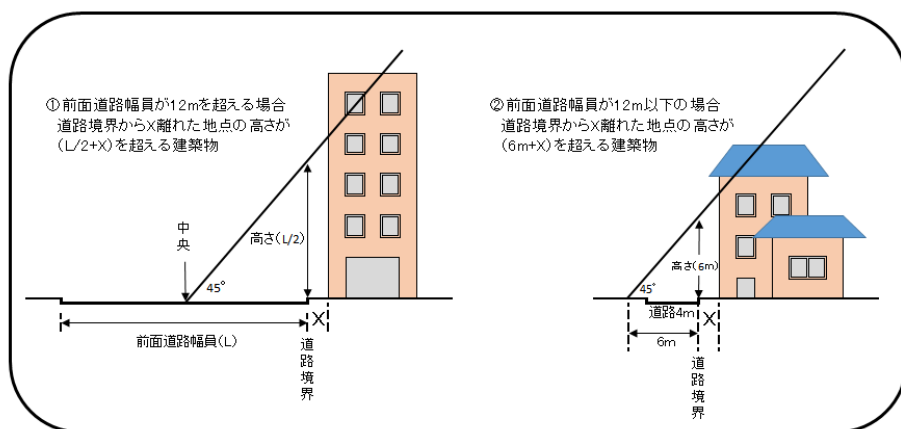 ①前面道路幅員が12mを超える場合
道路境界からX離れた地点の高さが
(L/2+X)を超える建築物
中央
45°
高さ(L/2)
X
前面道路幅員(L)
道路境界
②前面道路幅員が12m以下の場合
道路境界からX離れた地点の高さが
(6m+X)を超える建築物
45°
高さ(6m)
道路4m
X
6m
道路境界